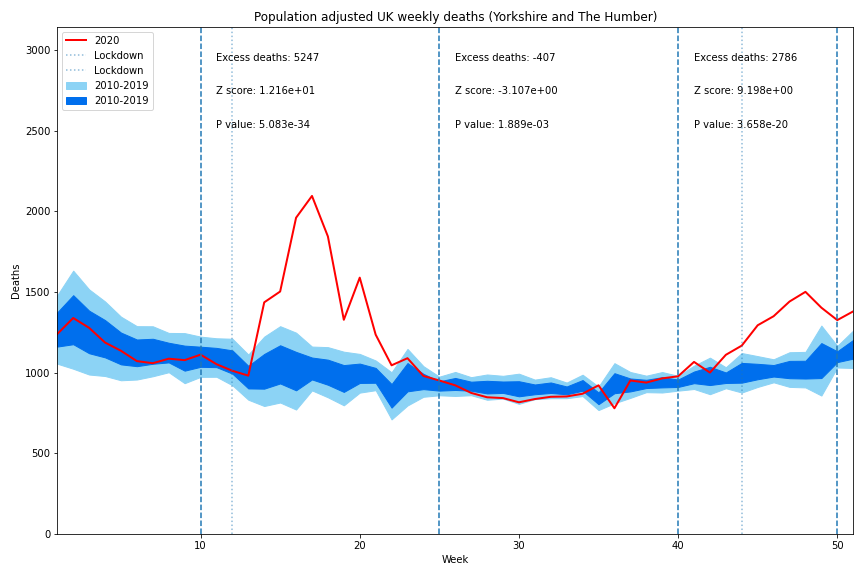 Population adjusted UK weekly deaths (Yorkshire and The Humber)
2020
Lockdown
Lockdown
2010-2019
2010-2019
Excess deaths: 5247
Z score: 1.216e+01
P value: 5.083e-34
Excess deaths: -407
Z score: -3.107e+00
P value: 1.889e-03
Excess deaths: 2786
Z score: 9.198e+00
P value: 3.658e-20
Deaths
3000
2500
2000
1500
1000
500
0
10
20
30
40
50
Week